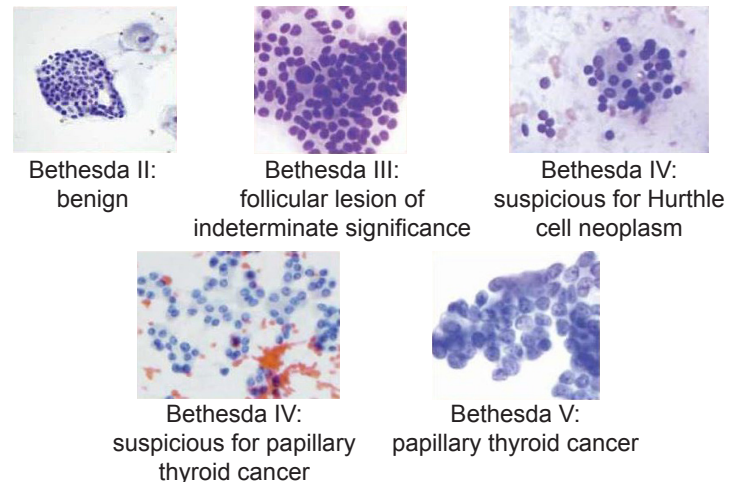 Bethesda II:
benign
Bethesda III:
follicular lesion of
indeterminate significance
Bethesda IV:
suspicious for Hurthle
cell neoplasm
Bethesda IV:
suspicious for papillary
thyroid cancer
Bethesda V:
papillary thyroid cancer